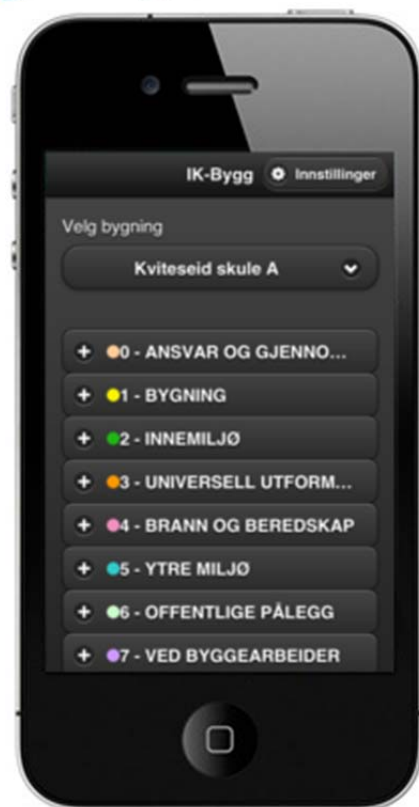 IK-Bygg Innstillinger
Velg bygning
Kviteseid skule A
0 - ANSVAR OG GJENNO...
1 - BYGNING
2 - INNEMILJØ
3 - UNIVERSELL UTFORM...
4 - BRANN OG BEREDSKAP
5 - YTRE MILJØ
6 - OFFENTLIGE PÅLEGG
7 - VED BYGGEARBEIDER